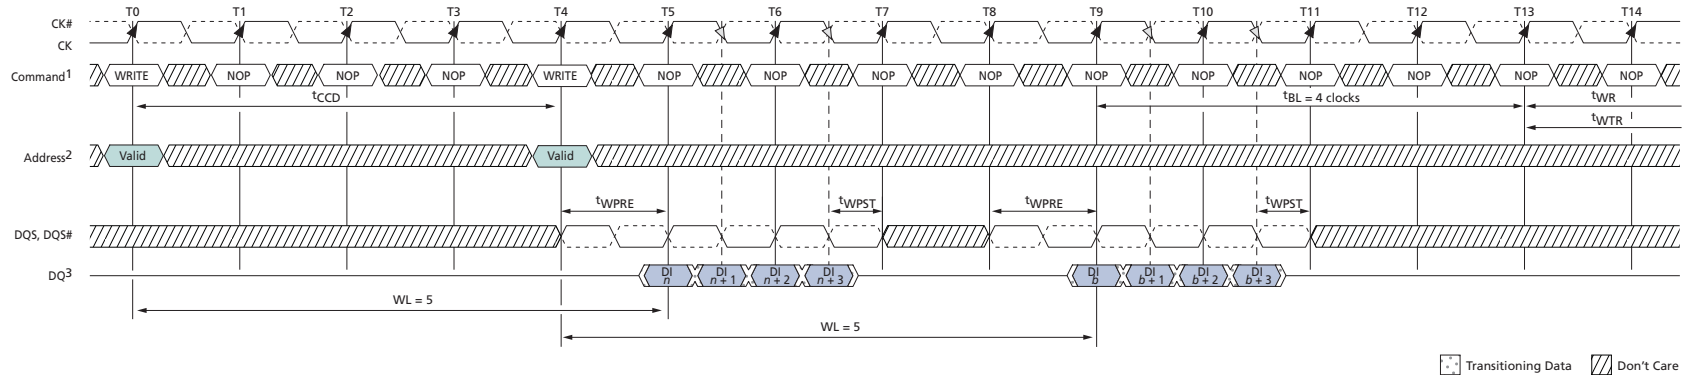 T0 T1 T2 T3 T4 T5 T6 T7 T8 T9 T10 T11 T12 T13 T14
CK#
CK
Command1 WRITE NOP NOP NOP WRITE NOP NOP NOP NOP NOP NOP NOP NOP NOP NOP
tCCD tBL = 4 clocks tWR
tWTR
Address2 Valid Valid
tWPRE tWPST tWPRE tWPST
DQS, DQS#
DQ3 DI n DI n + 1 DI n + 2 DI n + 3 DI b DI b + 1 DI b + 2 DI b + 3
WL = 5
WL = 5
Transitioning Data Don't Care